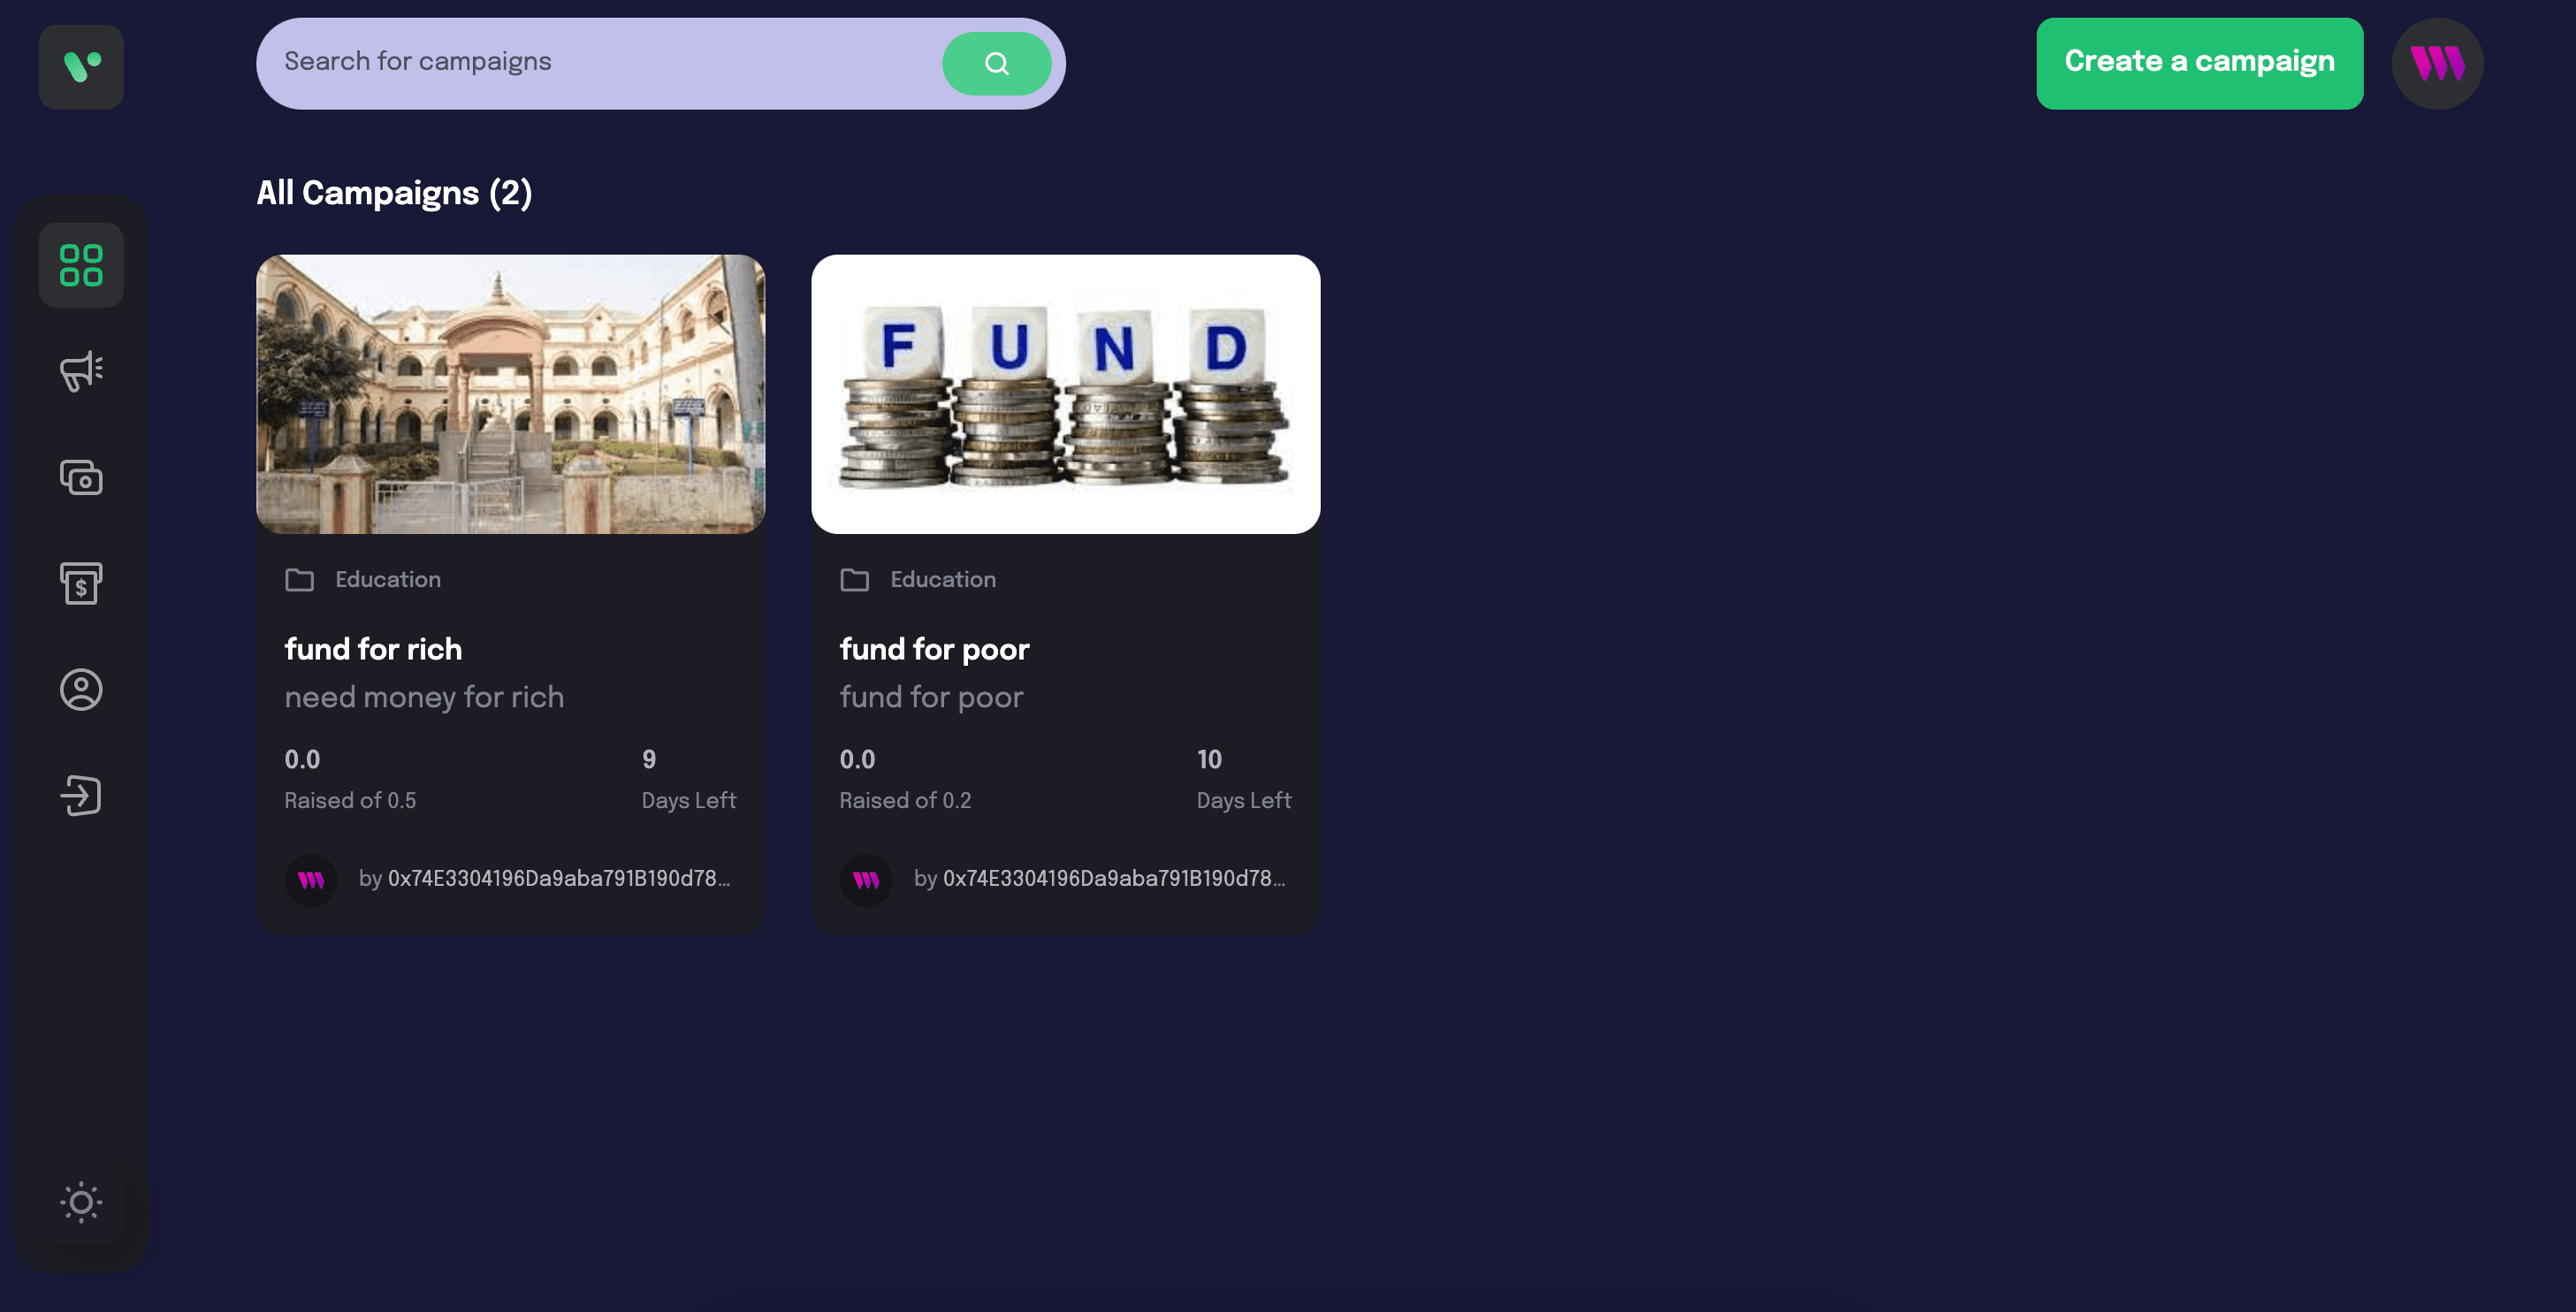 Search for campaigns
Create a campaign
All Campaigns (2)
F U N D
Education
fund for rich
need money for rich
0.0
9
Raised of 0.5
Days Left
by 0x74E3304196Da9aba791B190d78...
Education
fund for poor
fund for poor
0.0
10
Raised of 0.2
Days Left
by 0x74E3304196Da9aba791B190d78...